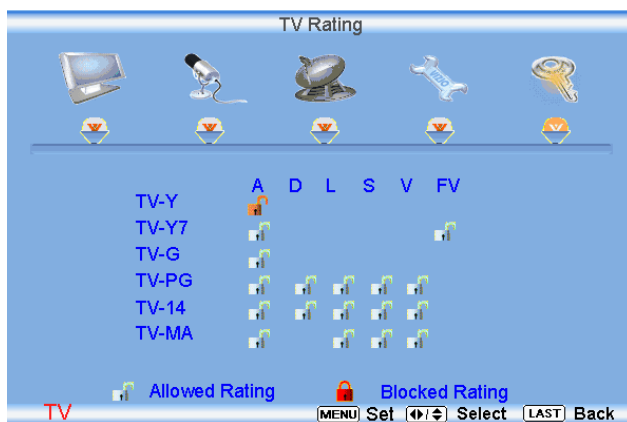 TV Rating
A D L S V FV
TV-Y
TV-Y7
TV-G
TV-PG
TV-14
TV-MA
Allowed Rating Blocked Rating
TV MENU Set Select LAST Back